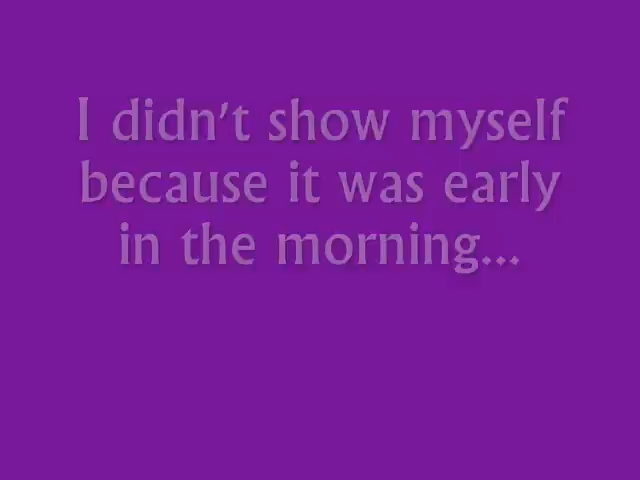 I didn't show myself
because it was early
in the morning...